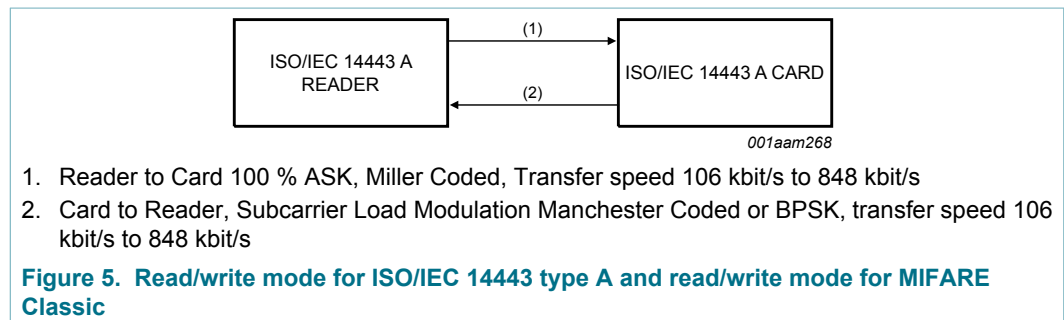 (1)
ISO/IEC 14443 A
READER
ISO/IEC 14443 A CARD
(2)
001aam268
1. Reader to Card 100 % ASK, Miller Coded, Transfer speed 106 kbit/s to 848 kbit/s
2. Card to Reader, Subcarrier Load Modulation Manchester Coded or BPSK, transfer speed 106
kbit/s to 848 kbit/s
Figure 5. Read/write mode for ISO/IEC 14443 type A and read/write mode for MIFARE
Classic